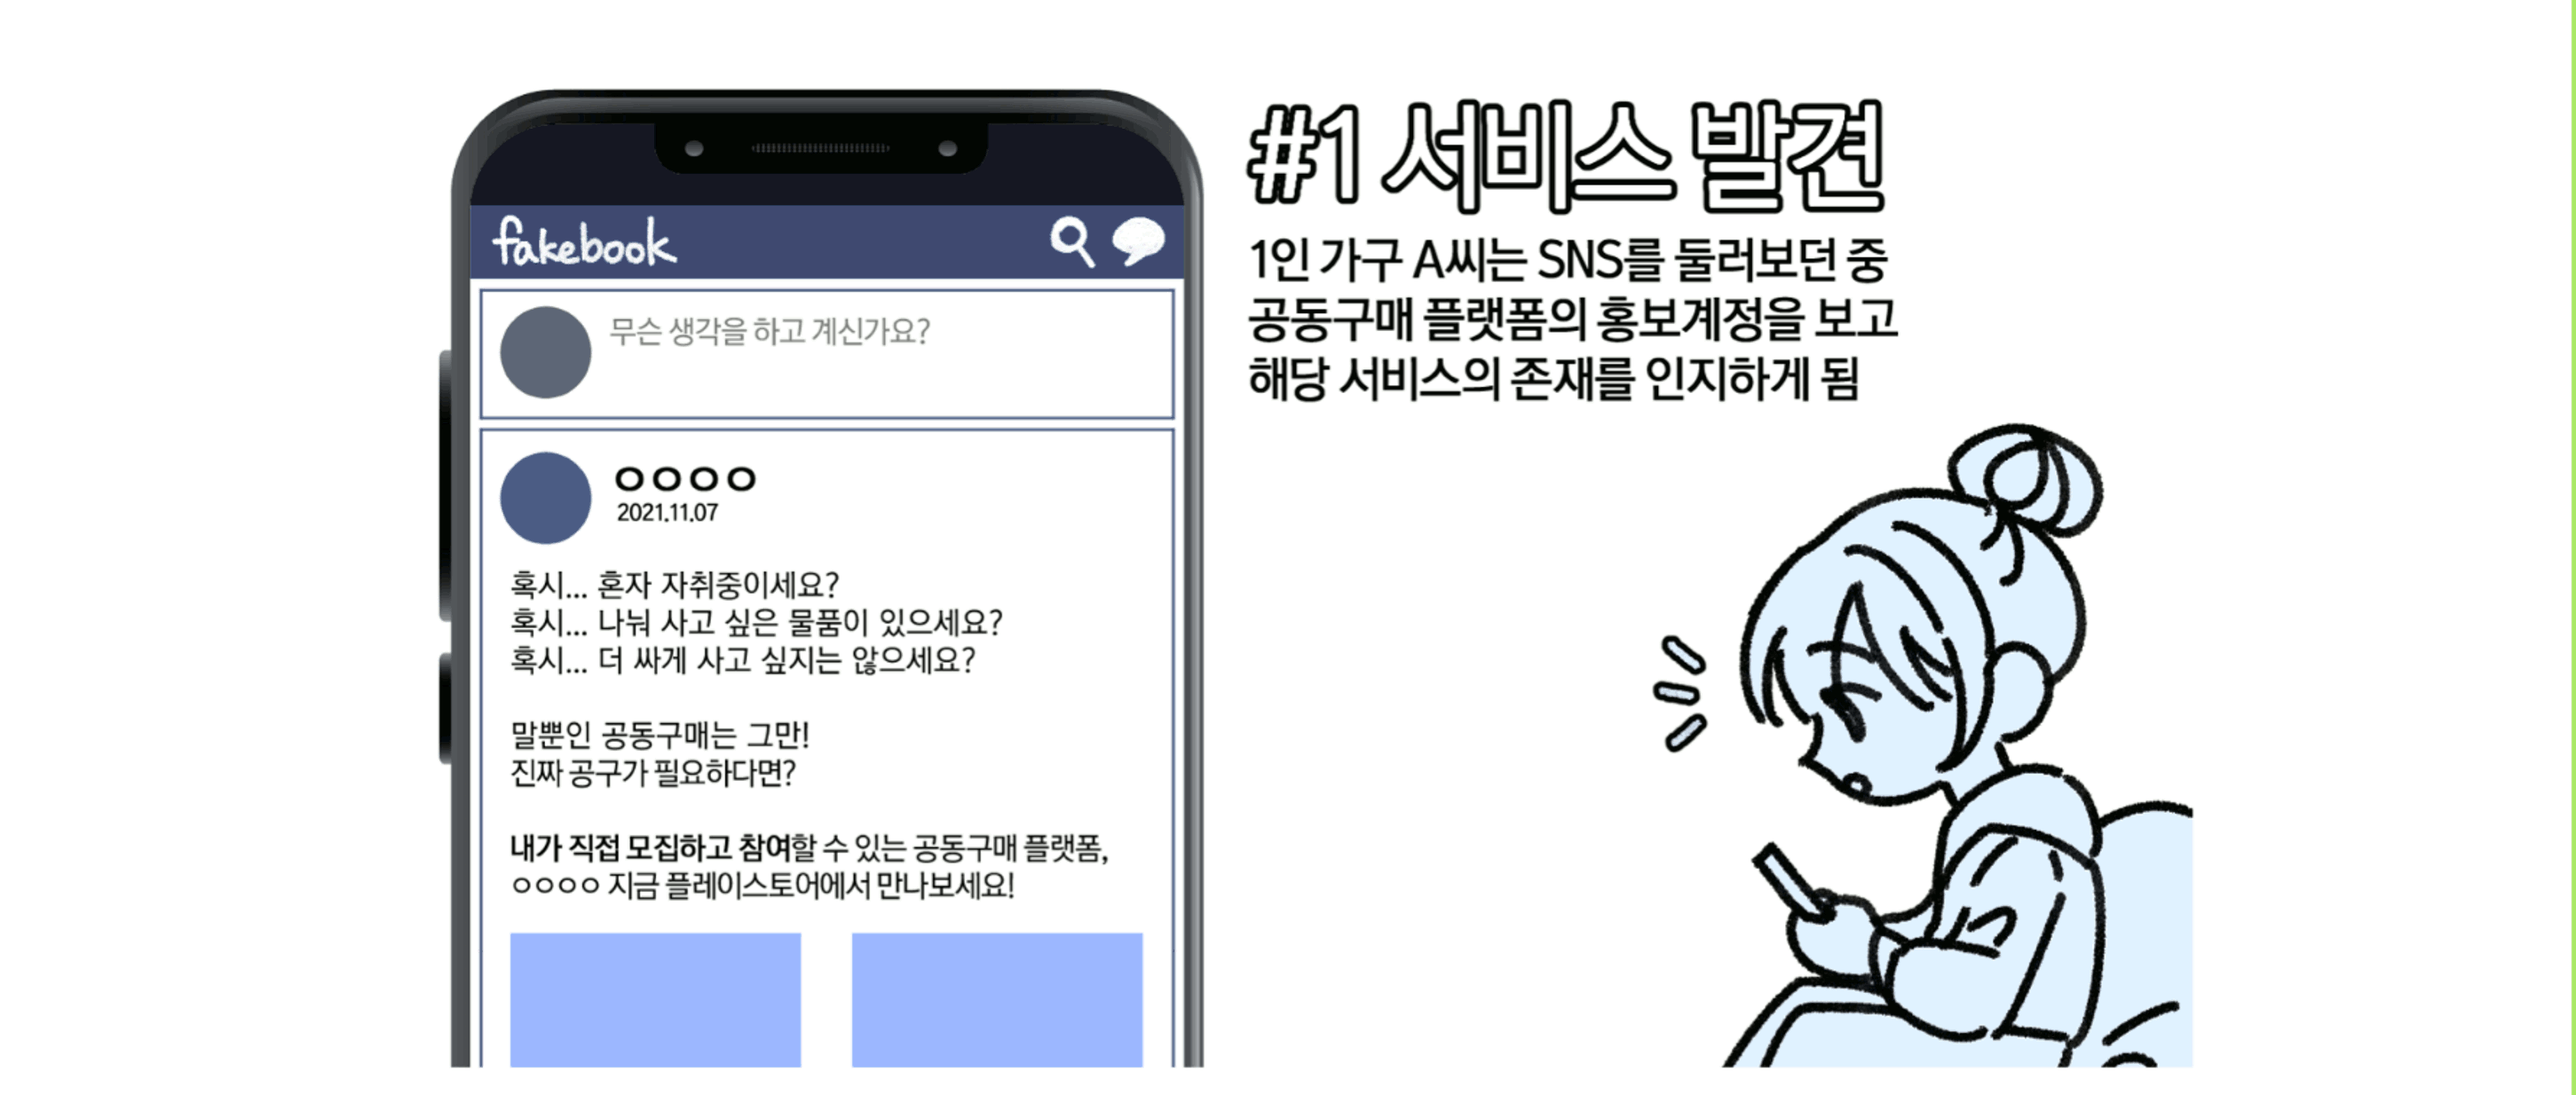 fakebook
무슨 생각을 하고 계신가요?
ㅇㅇㅇㅇ
2021.11.07
혹시... 혼자 자취중이세요?
혹시... 나눠 사고 싶은 물품이 있으세요?
혹시... 더 싸게 사고 싶지는 않으세요?
말뿐인 공동구매는 그만!
진짜 공구가 필요하다면?
내가 직접 모집하고 참여할 수 있는 공동구매 플랫폼,
ㅇㅇㅇㅇ 지금 플레이스토어에서 만나보세요!
#1 서비스 발견
1인 가구 A씨는 SNS를 둘러보던 중
공동구매 플랫폼의 홍보계정을 보고
해당 서비스의 존재를 인지하게 됨